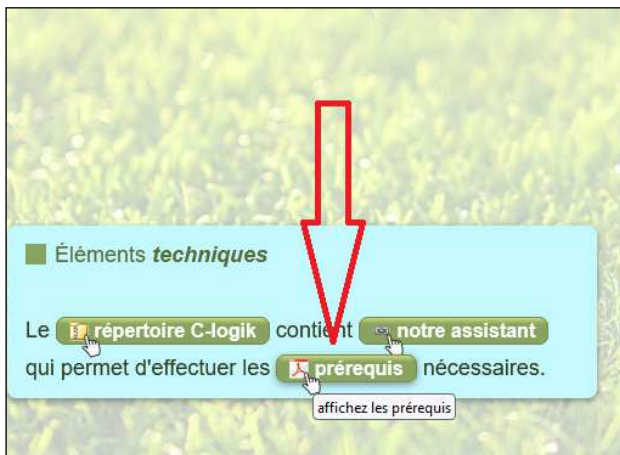 Éléments techniques
Le répertoire C-logik contient notre assistant
qui permet d'effectuer les prérequis nécessaires.
affichez les prérequis